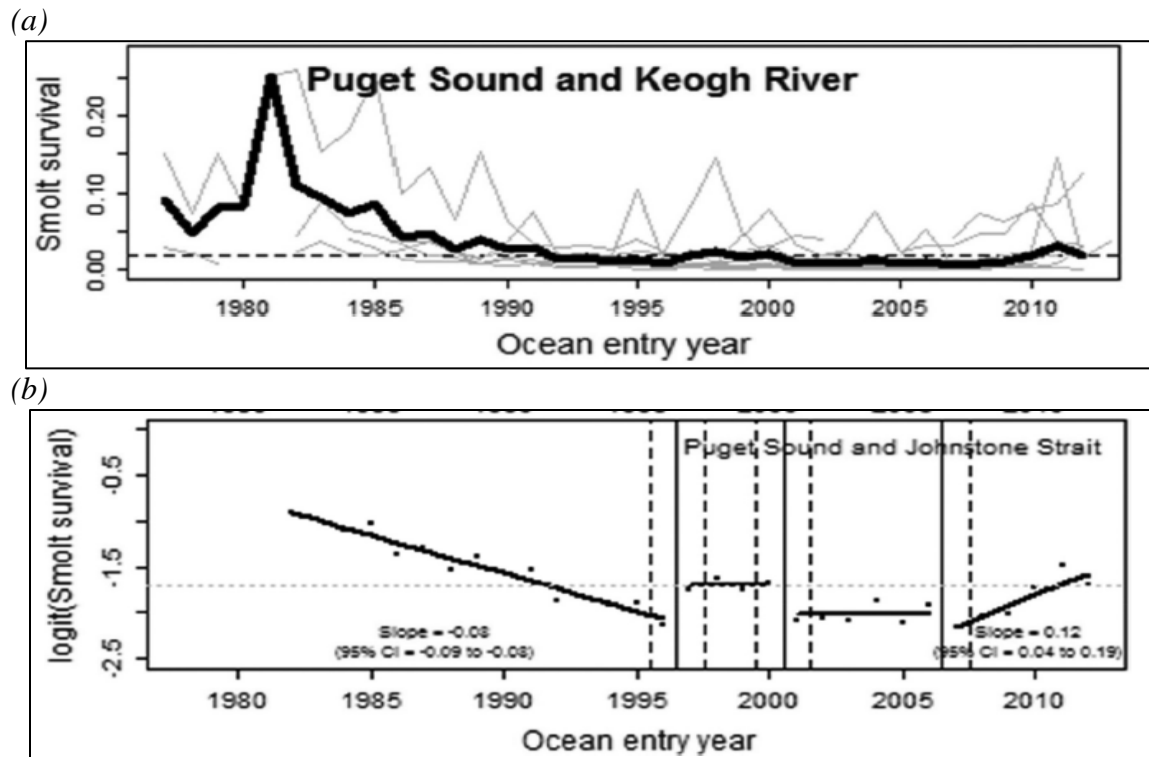 (a)
Puget Sound and Keogh River
Smolt survival
0.20
0.10
0.00
1980 1985 1990 1995 2000 2005 2010
Ocean entry year
(b)
Puget Sound and Johnstone Strait
logit(Smolt survival)
-0.5
-1.5
-2.5
Slope = -0.08
(95% CI = -0.09 to -0.08)
Slope = 0.12
(95% CI = 0.04 to 0.19)
1980 1985 1990 1995 2000 2005 2010
Ocean entry year